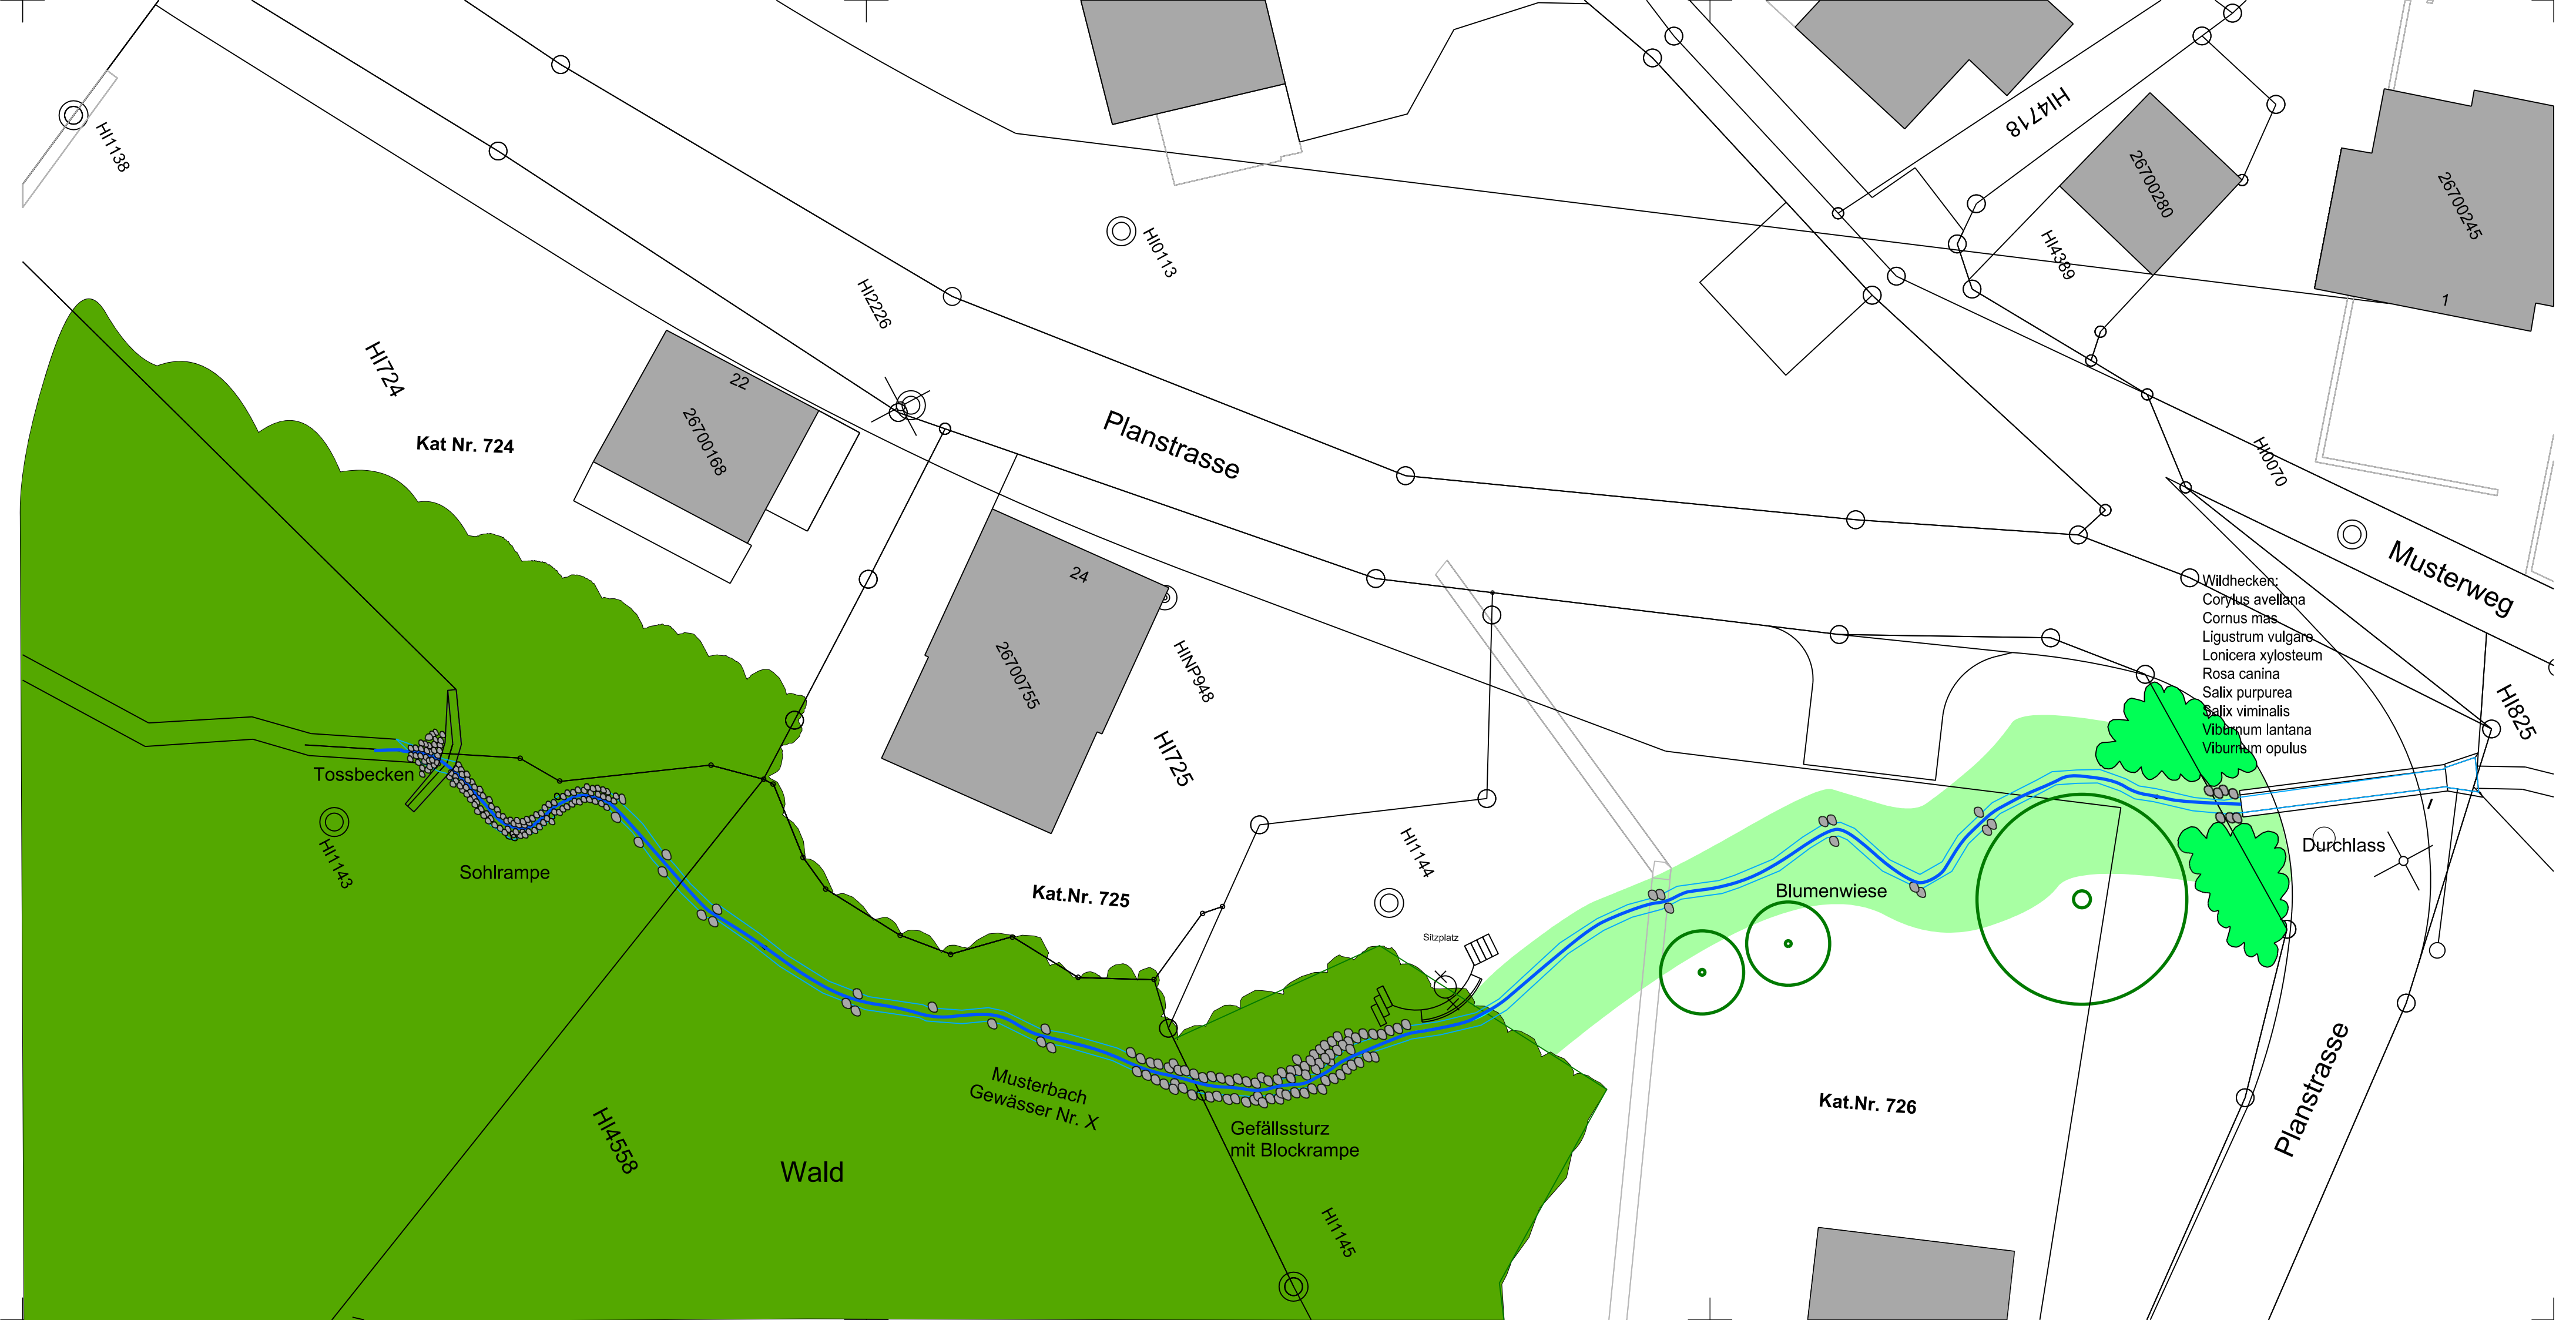 HI1138
HI4718
26700280
26700245
HI0113
HI4389
1
HI2226
HI724
22
26700168
Kat Nr. 724
Planstrasse
HI0070
Musterweg
24
26700755
HINP948
Wildhecken:
Corylus avellana
Cornus mas
Ligustrum vulgare
Lonicera xylosteum
Rosa canina
Salix purpurea
Salix viminalis
Viburnum lantana
Viburnum opulus
HI825
HI725
Tossbecken
HI1143
Sohlrampe
HI1144
Durchlass
Blumenwiese
Kat.Nr. 725
Sitzplatz
Musterbach
Gewässer Nr. X
Kat.Nr. 726
Planstrasse
HI4558
Gefällssturz
mit Blockrampe
Wald
HI1145